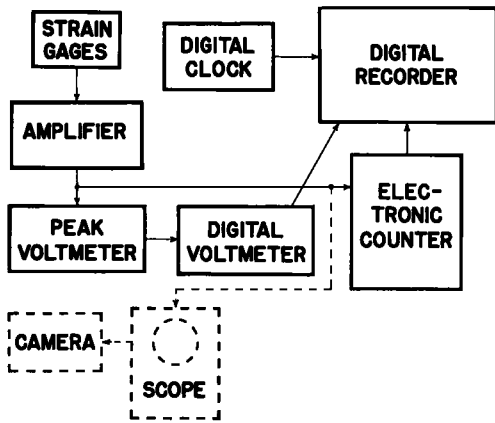 STRAIN
GAGES
DIGITAL
CLOCK
DIGITAL
RECORDER
AMPLIFIER
PEAK
VOLTMETER
DIGITAL
VOLTMETER
ELEC-
TRONIC
COUNTER
CAMERA
SCOPE